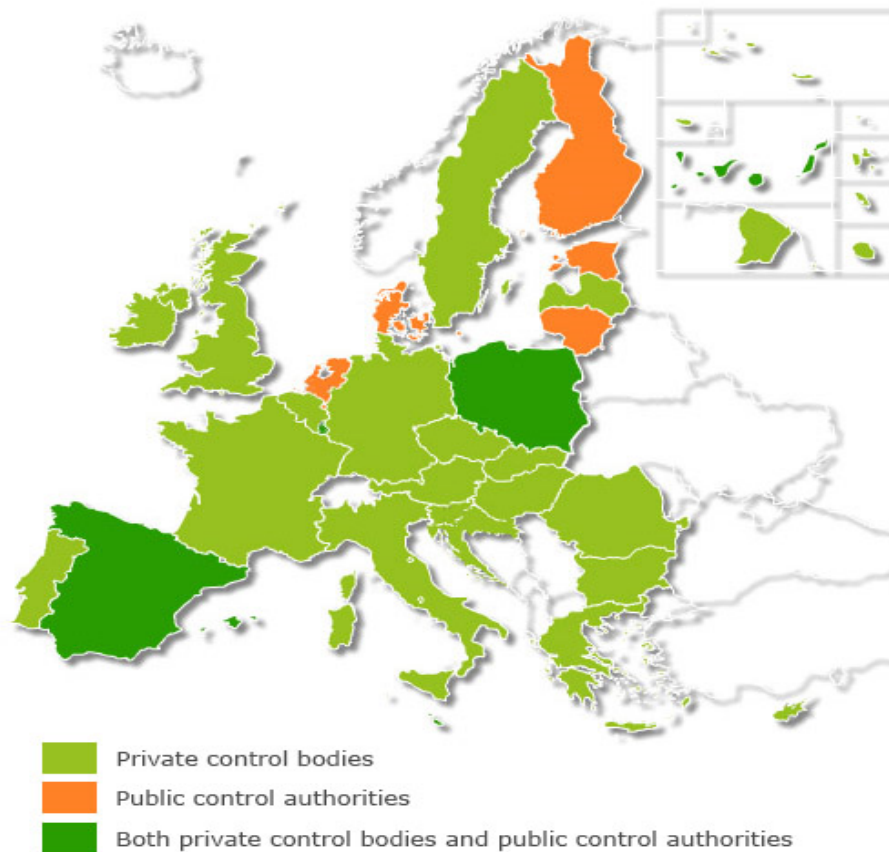 Private control bodies
Public control authorities
Both private control bodies and public control authorities